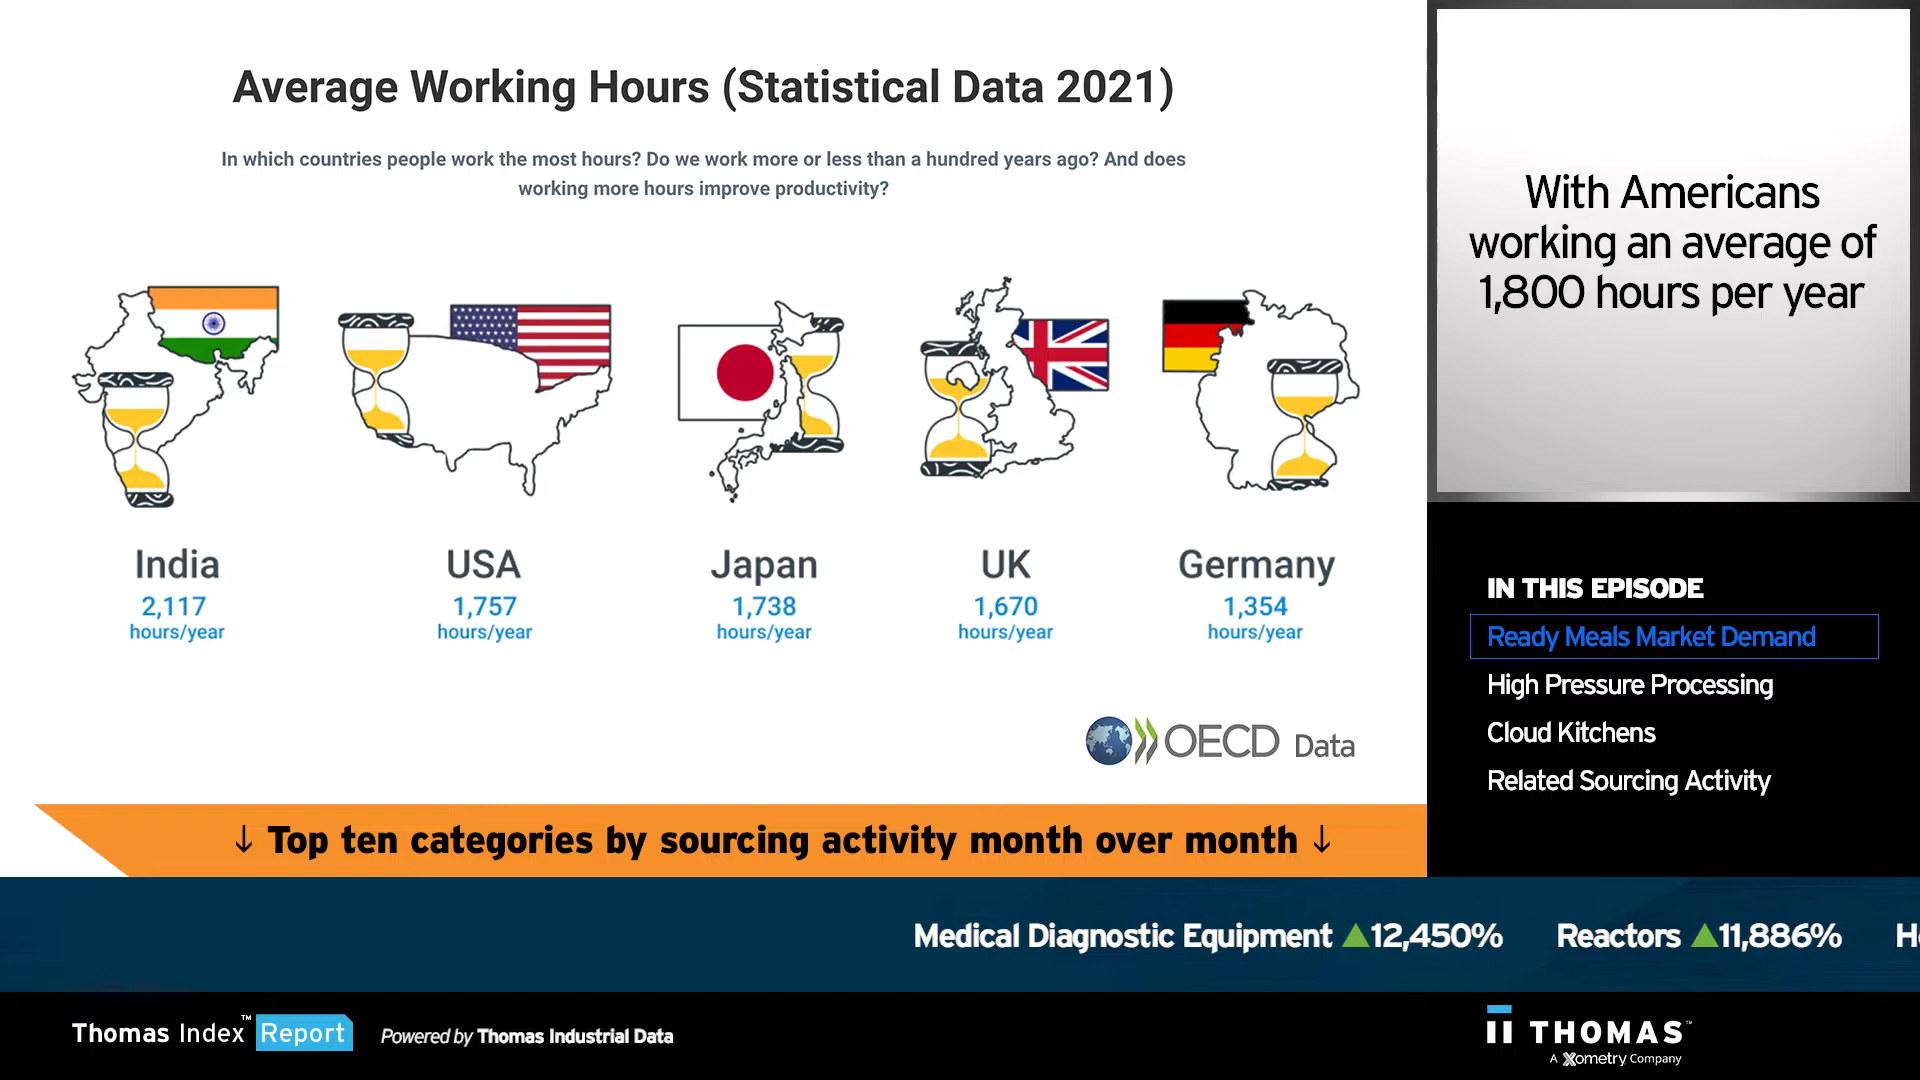 Average Working Hours (Statistical Data 2021)
In which countries people work the most hours? Do we work more or less than a hundred years ago? And does
working more hours improve productivity?
India
2,117
hours/year
USA
1,757
hours/year
Japan
1,738
hours/year
UK
1,670
hours/year
Germany
1,354
hours/year
OECD Data
With Americans
working an average of
1,800 hours per year
IN THIS EPISODE
Ready Meals Market Demand
High Pressure Processing
Cloud Kitchens
Related Sourcing Activity
↓ Top ten categories by sourcing activity month over month ↓
Medical Diagnostic Equipment ▲12,450% Reactors ▲11,886%
Thomas Index™ Report Powered by Thomas Industrial Data
THOMAS™
A Xometry Company